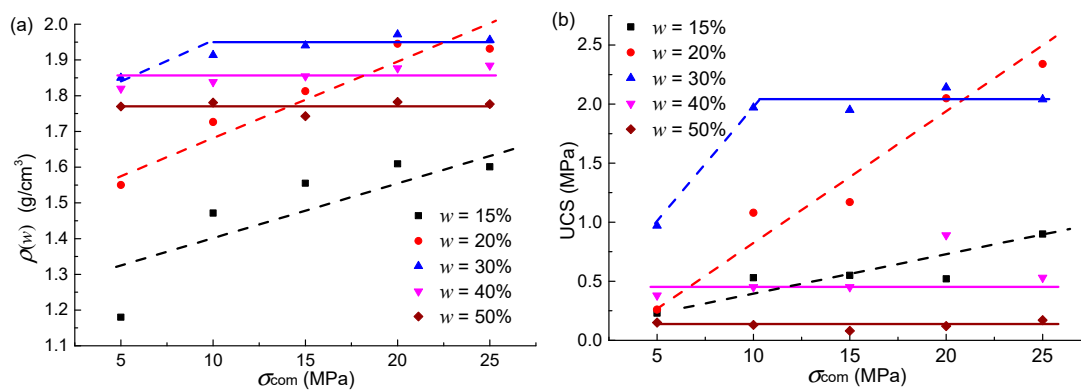 (a)
2.0
1.9
1.8
1.7
1.6
1.5
1.4
1.3
1.2
1.1
ρ(w) (g/cm³)
w = 15%
w = 20%
w = 30%
w = 40%
w = 50%
5 10 15 20 25
σcom (MPa)
(b)
2.5
2.0
1.5
1.0
0.5
0.0
UCS (MPa)
w = 15%
w = 20%
w = 30%
w = 40%
w = 50%
5 10 15 20 25
σcom (MPa)